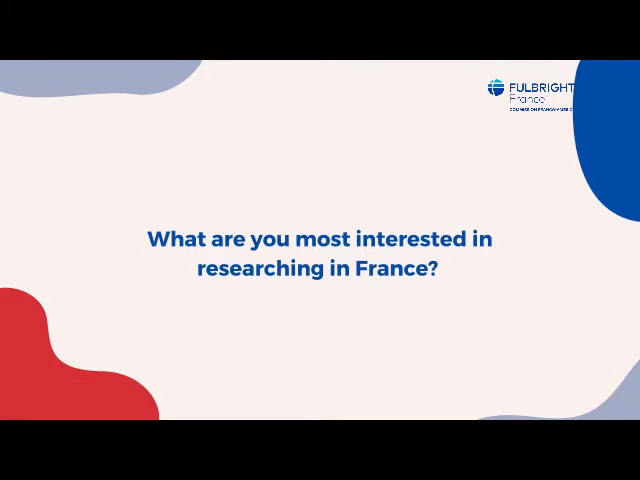 FULBRIGHT
France
What are you most interested in
researching in France?